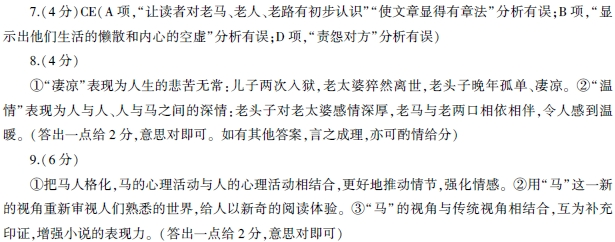 7.(4分)CE(A项,“让读者对老马、老人、老路有初步认识”“使文章显得有章法”分析有误;B项,“显
示出他们生活的懒散和内心的空虚”分析有误;D项,“责怨对方”分析有误)
8.(4分)
①“凄凉”表现为人生的悲苦无常:儿子两次入狱,老太婆猝然离世,老头子晚年孤单、凄凉。②“温
情”表现为人与人、人与马之间的深情:老头子对老太婆感情深厚,老马与老两口相依相伴,令人感到温
暖。(答出一点给2分,意思对即可。如有其他答案,言之成理,亦可酌情给分)
9.(6分)
①把马人格化,马的心理活动与人的心理活动相结合,更好地推动情节,强化情感。②用“马”这一新
的视角重新审视人们熟悉的世界,给人以新奇的阅读体验。③“马”的视角与传统视角相结合,互为补充
印证,增强小说的表现力。(答出一点给2分,意思对即可)